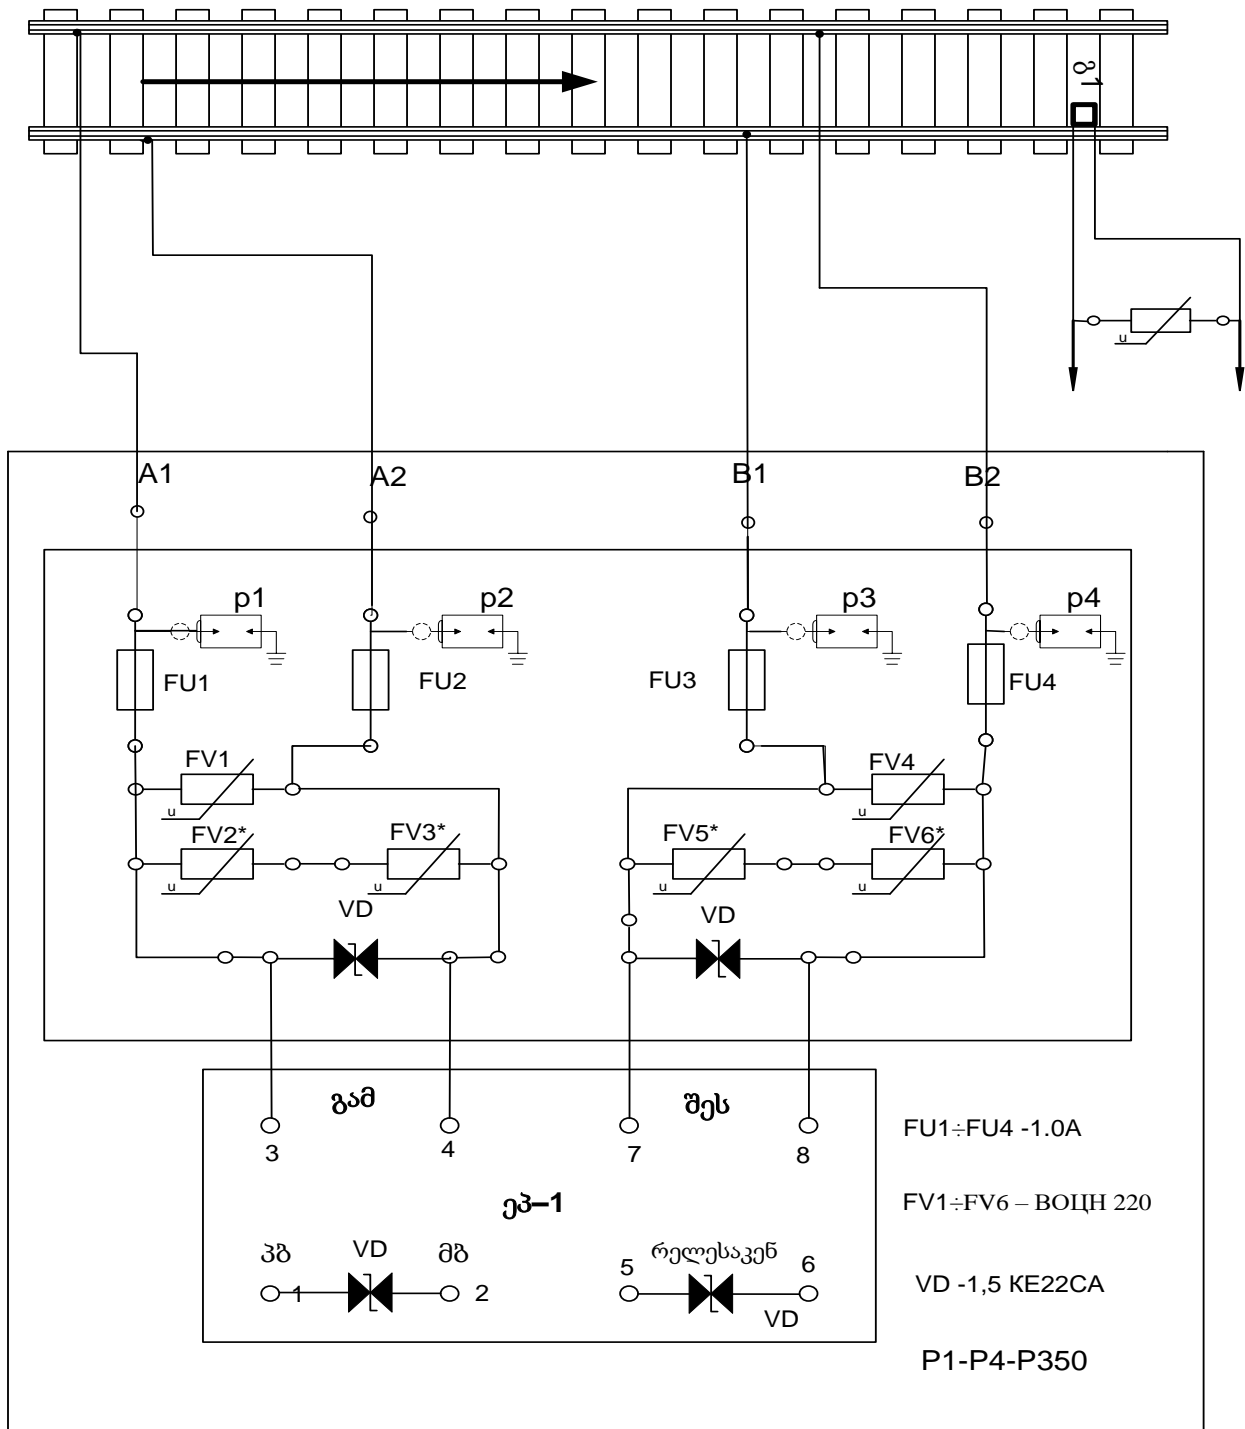 გ1
u
A1
A2
B1
B2
p1
p2
p3
p4
FU1
FU2
FU3
FU4
FV1
FV4
u
u
FV2*
FV3*
FV5*
FV6*
u
u
u
u
VD
VD
გამ
შეს
3
4
7
8
FU1÷FU4 -1.0A
ეპ–1
FV1÷FV6 – ВОЦН 220
პბ
VD
მბ
რელესაკენ
1
2
5
6
VD
VD -1,5 KE22CA
P1-P4-P350